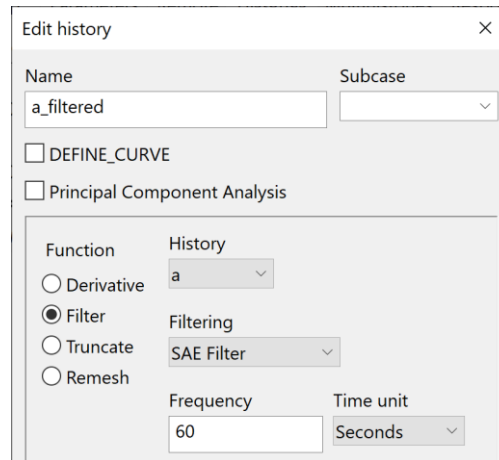 Edit history
Name Subcase
a_filtered
DEFINE_CURVE
Principal Component Analysis
Function History
Derivative a
Filter Filtering
Truncate SAE Filter
Remesh
Frequency Time unit
60 Seconds